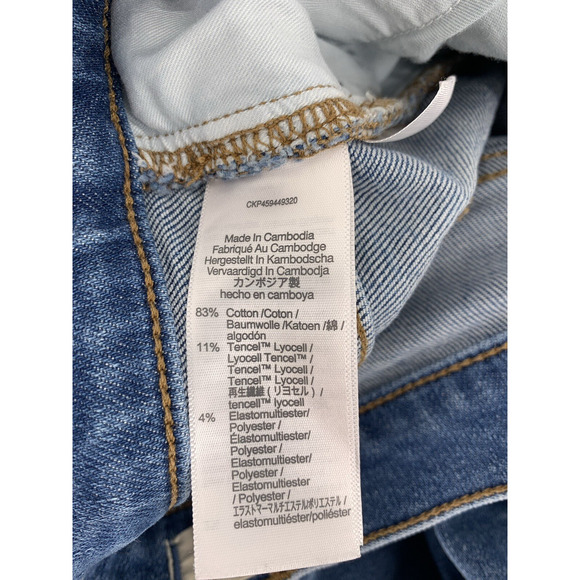 CKP459449320
Made In Cambodia
Fabriqué Au Cambodge
Hergestellt In Kambodscha
Vervaardigd In Cambodja
カンボジア製
hecho en camboya
83% Cotton /Coton /
Baumwolle /Katoen /綿 /
algodón
11% Tencel™ Lyocell /
Lyocell Tencel™ /
Tencel™ Lyocell /
Tencel™ Lyocell /
再生繊維 ( リヨセル ) /
tencell™ lyocell
4% Elastomultiester/
Polyester /
Élastomultiester/
Polyester /
Elastomultiester/
Polyester /
Elastomultiester
/ Polyester /
エラストマーマルチエステル/ポリエステル /
elastomultiéster/poliéster